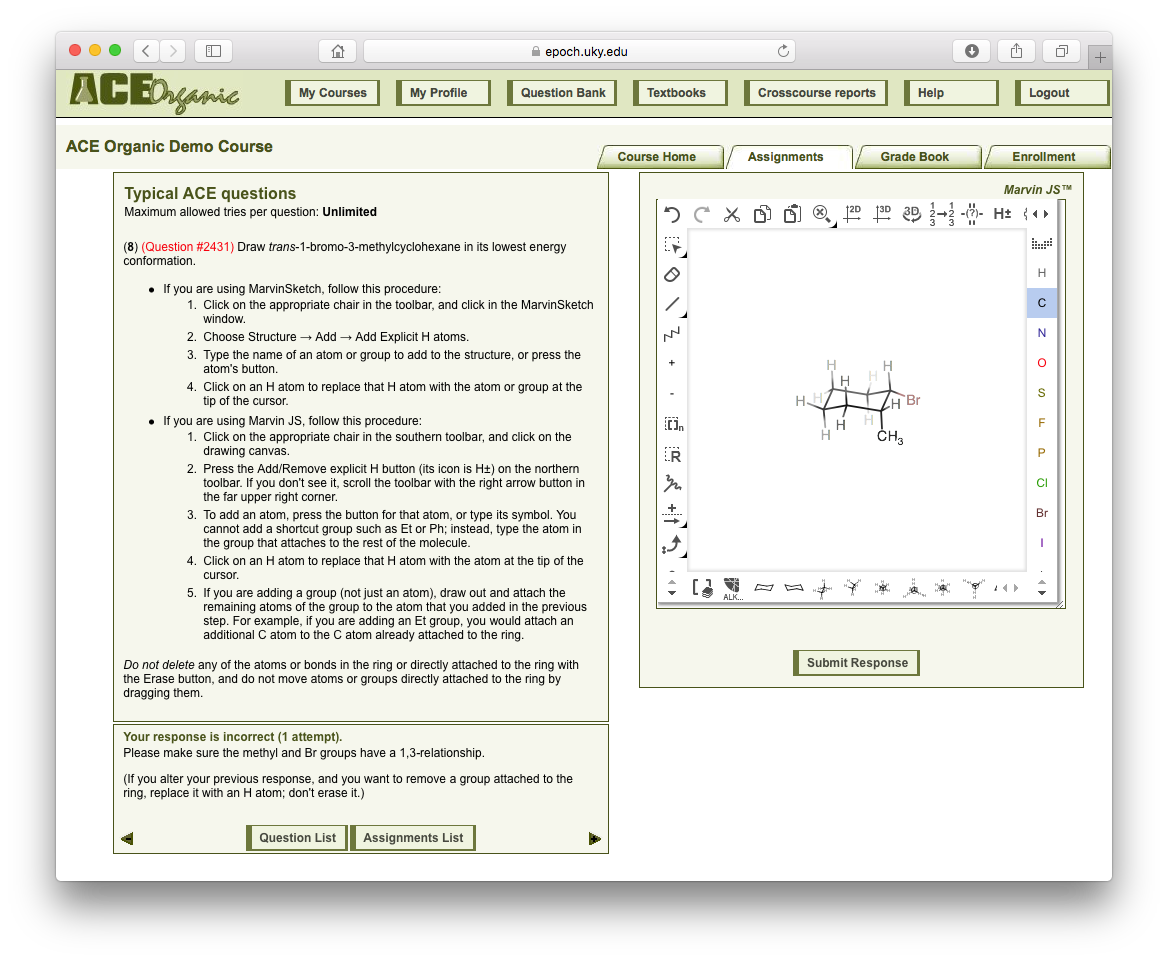 epoch.uky.edu
ACE Organic
My Courses
My Profile
Question Bank
Textbooks
Crosscourse reports
Help
Logout
ACE Organic Demo Course
Course Home
Assignments
Grade Book
Enrollment
Typical ACE questions
Maximum allowed tries per question: Unlimited
(8) (Question #2431) Draw trans-1-bromo-3-methylcyclohexane in its lowest energy
conformation.
• If you are using MarvinSketch, follow this procedure:
1. Click on the appropriate chair in the toolbar, and click in the MarvinSketch
window.
2. Choose Structure → Add → Add Explicit H atoms.
3. Type the name of an atom or group to add to the structure, or press the
atom's button.
4. Click on an H atom to replace that H atom with the atom or group at the
tip of the cursor.
• If you are using Marvin JS, follow this procedure:
1. Click on the appropriate chair in the southern toolbar, and click on the
drawing canvas.
2. Press the Add/Remove explicit H button (its icon is H±) on the northern
toolbar. If you don't see it, scroll the toolbar with the right arrow button in
the far upper right corner.
3. To add an atom, press the button for that atom, or type its symbol. You
cannot add a shortcut group such as Et or Ph; instead, type the atom in
the group that attaches to the rest of the molecule.
4. Click on an H atom to replace that H atom with the atom at the tip of the
cursor.
5. If you are adding a group (not just an atom), draw out and attach the
remaining atoms of the group to the atom that you added in the previous
step. For example, if you are adding an Et group, you would attach an
additional C atom to the C atom already attached to the ring.
Do not delete any of the atoms or bonds in the ring or directly attached to the ring with
the Erase button, and do not move atoms or groups directly attached to the ring by
dragging them.
Your response is incorrect (1 attempt).
Please make sure the methyl and Br groups have a 1,3-relationship.
(If you alter your previous response, and you want to remove a group attached to the
ring, replace it with an H atom; don't erase it.)
Question List
Assignments List
Marvin JS™
2D
3D
3D
1 2 3 → 1 2 3
(?)
H±
+
-
[ ]n
R
H
C
N
O
S
F
P
Cl
Br
I
H
H
H
H
H
H
Br
H
H
H
H
H
CH3
ALK...
Submit Response